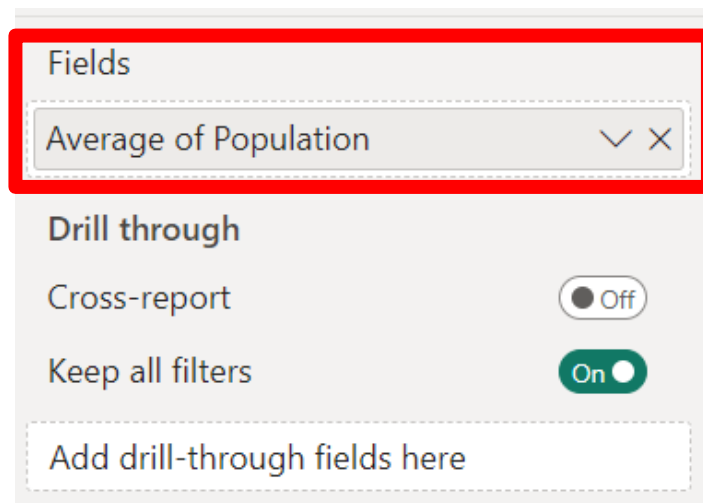 Fields
Average of Population
Drill through
Cross-report
Off
Keep all filters
On
Add drill-through fields here